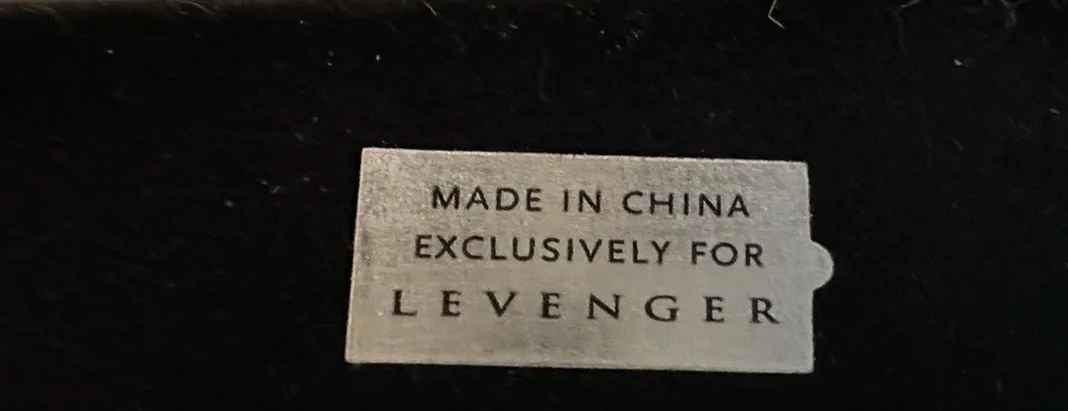 MADE IN CHINA
EXCLUSIVELY FOR
LEVENGER